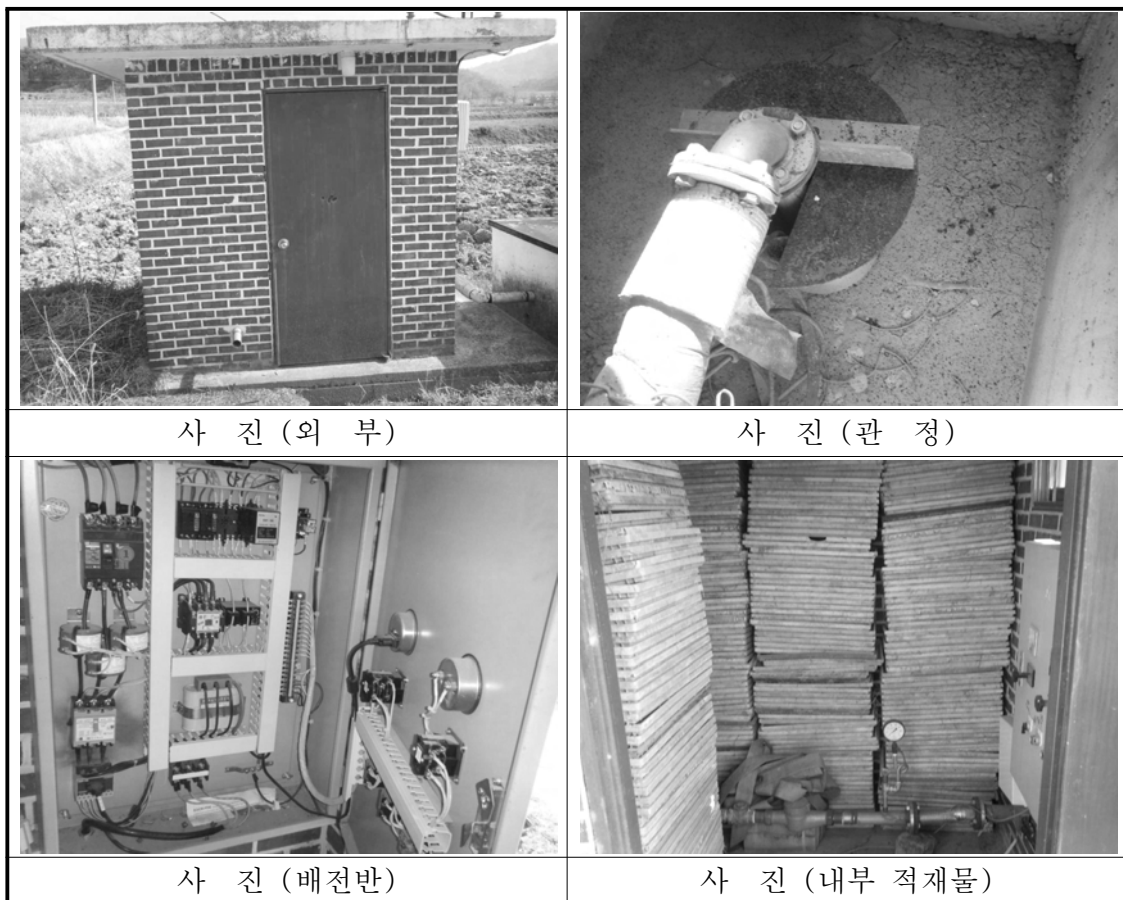 사 진 (외 부)
사 진 (관 정)
사 진 (배전반)
사 진 (내부 적재물)